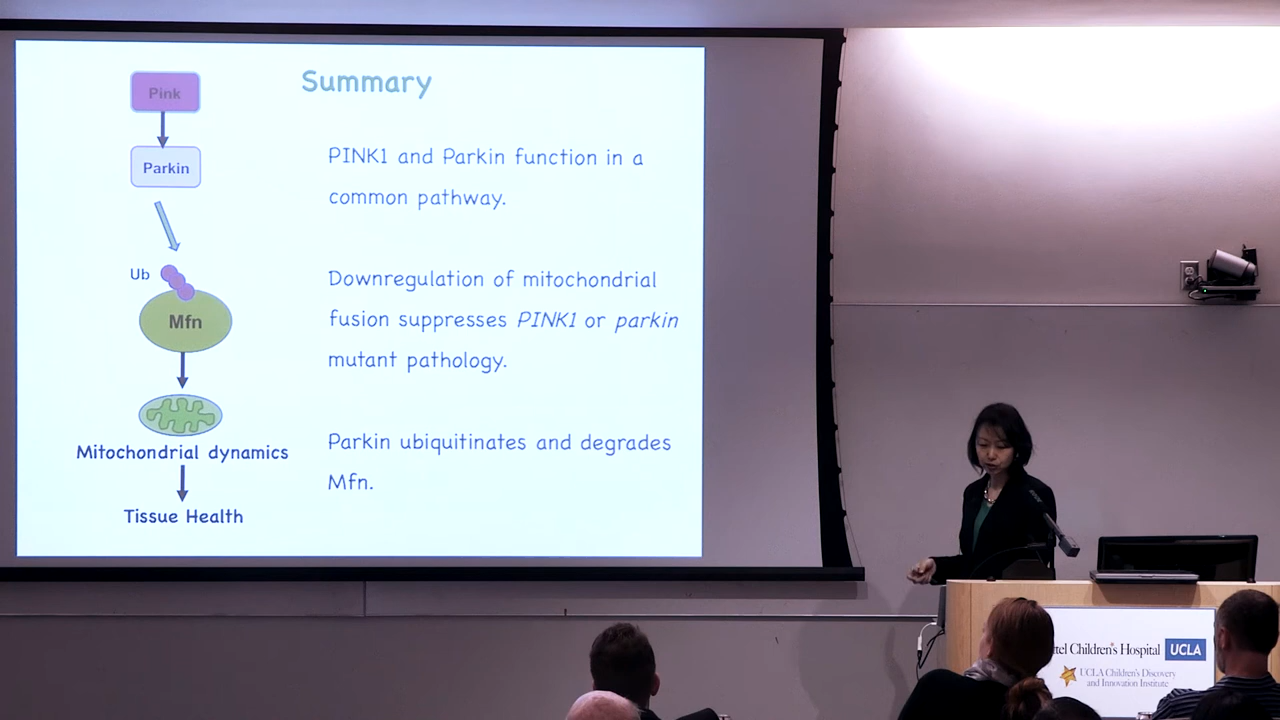 Summary
Pink
Parkin
Ub
Mfn
Mitochondrial dynamics
Tissue Health
PINK1 and Parkin function in a
common pathway.
Downregulation of mitochondrial
fusion suppresses PINK1 or parkin
mutant pathology.
Parkin ubiquitinates and degrades
Mfn.
Children's Hospital UCLA
UCLA Children's Discovery
and Innovation Institute